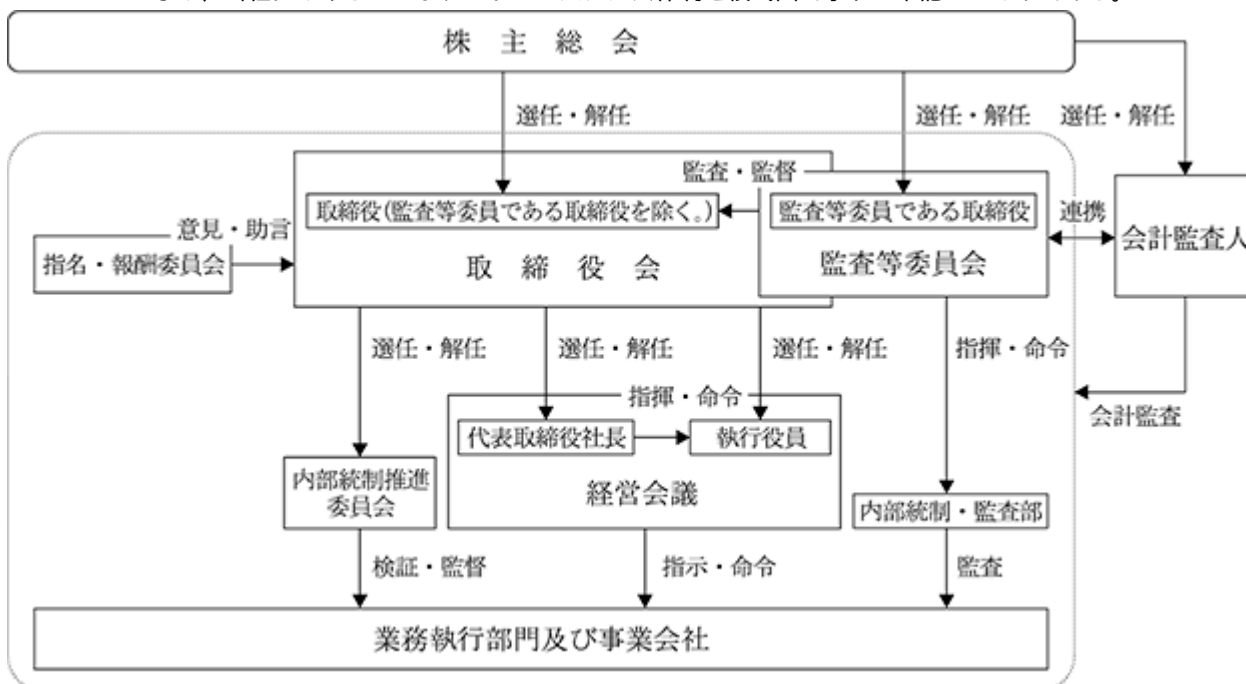 株 主 総 会
選任・解任
選任・解任
選任・解任
監査・監督
取締役(監査等委員である取締役を除く。)
監査等委員である取締役
連携
会計監査人
意見・助言
指名・報酬委員会
取 締 役 会
監査等委員会
選任・解任
選任・解任
選任・解任
指揮・命令
指揮・命令
会計監査
代表取締役社長
執行役員
内部統制推進
委員会
経営会議
内部統制・監査部
検証・監督
指示・命令
監査
業務執行部門及び事業会社